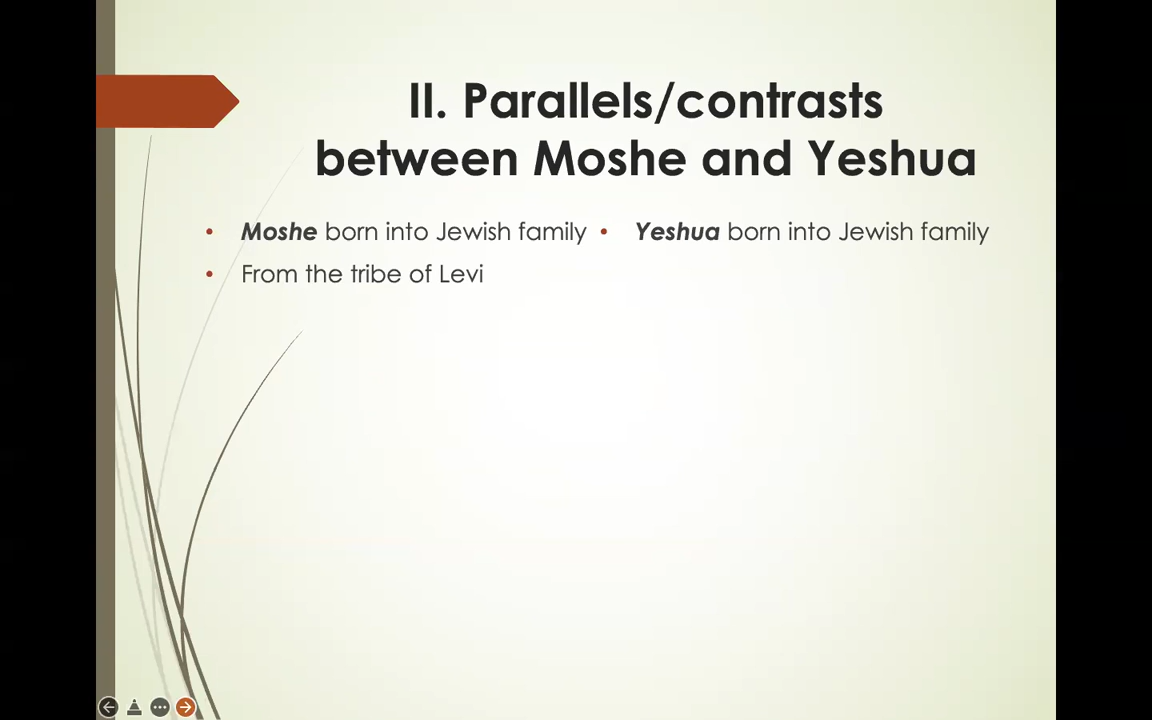 II. Parallels/contrasts
between Moshe and Yeshua
• Moshe born into Jewish family
• From the tribe of Levi
• Yeshua born into Jewish family